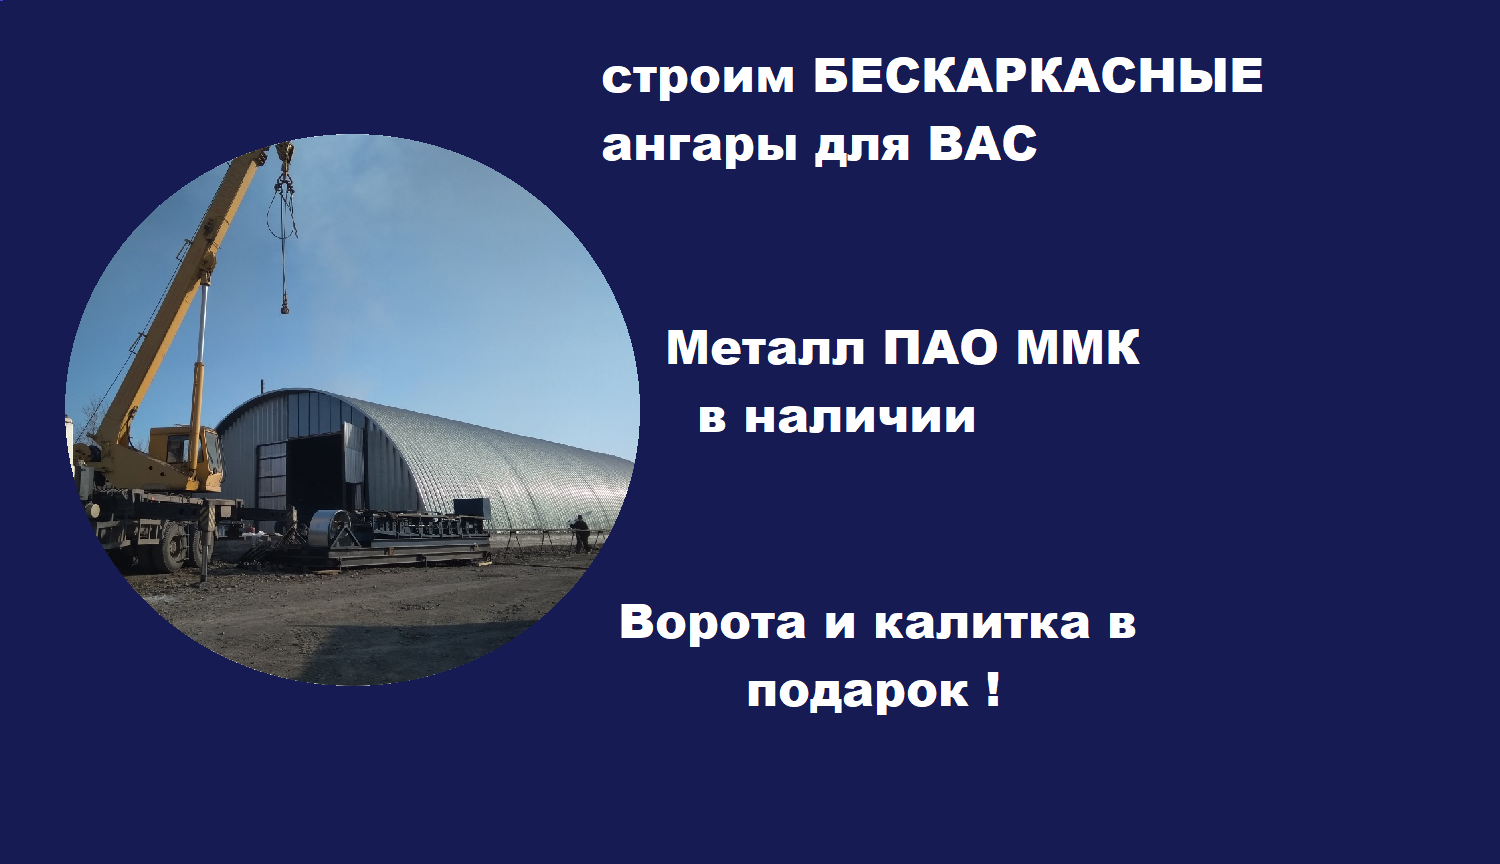 строим БЕСКАРКАСНЫЕ
ангары для ВАС
Металл ПАО ММК
в наличии
Ворота и калитка в
подарок !